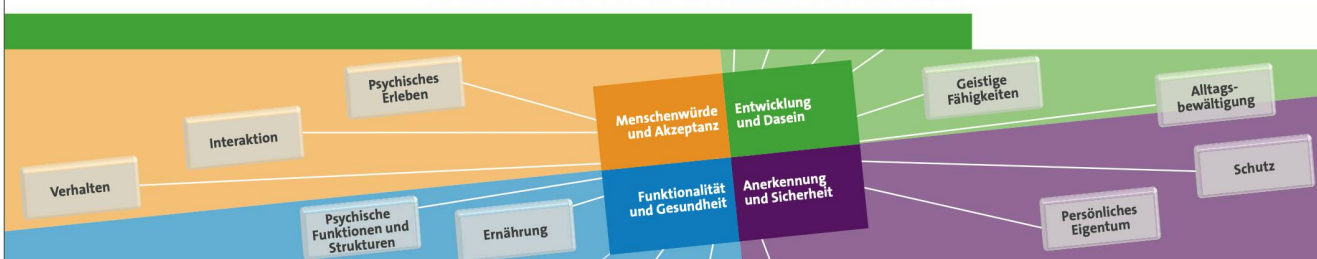 Psychisches
Erleben
Interaktion
Verhalten
Menschenwürde
und Akzeptanz
Entwicklung
und Dasein
Geistige
Fähigkeiten
Alltags-
bewältigung
Psychische
Funktionen und
Strukturen
Ernährung
Funktionalität
und Gesundheit
Anerkennung
und Sicherheit
Persönliches
Eigentum
Schutz